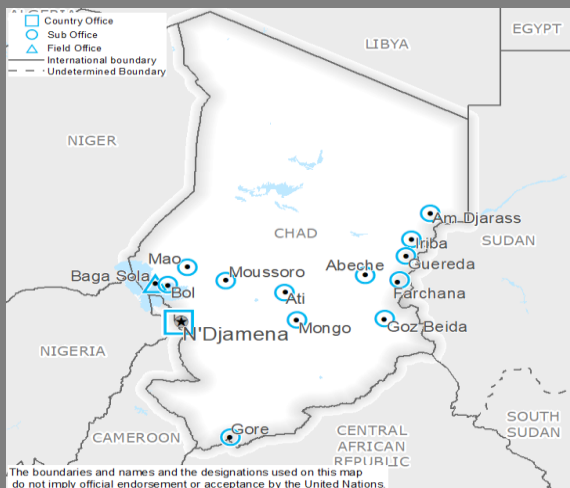 ALGERIA
Country Office
Sub Office
Field Office
International boundary
Undetermined Boundary
LIBYA
EGYPT
NIGER
CHAD
SUDAN
Am Djarass
Iriba
Guereda
Mao
Moussoro
Abeche
Farchana
Baga Sola
Bol
Ati
N'Djamena
Mongo
Goz Beida
NIGERIA
CAMEROON
Gore
CENTRAL
AFRICAN
REPUBLIC
SOUTH
SUDAN
The boundaries and names and the designations used on this map
do not imply official endorsement or acceptance by the United Nations.